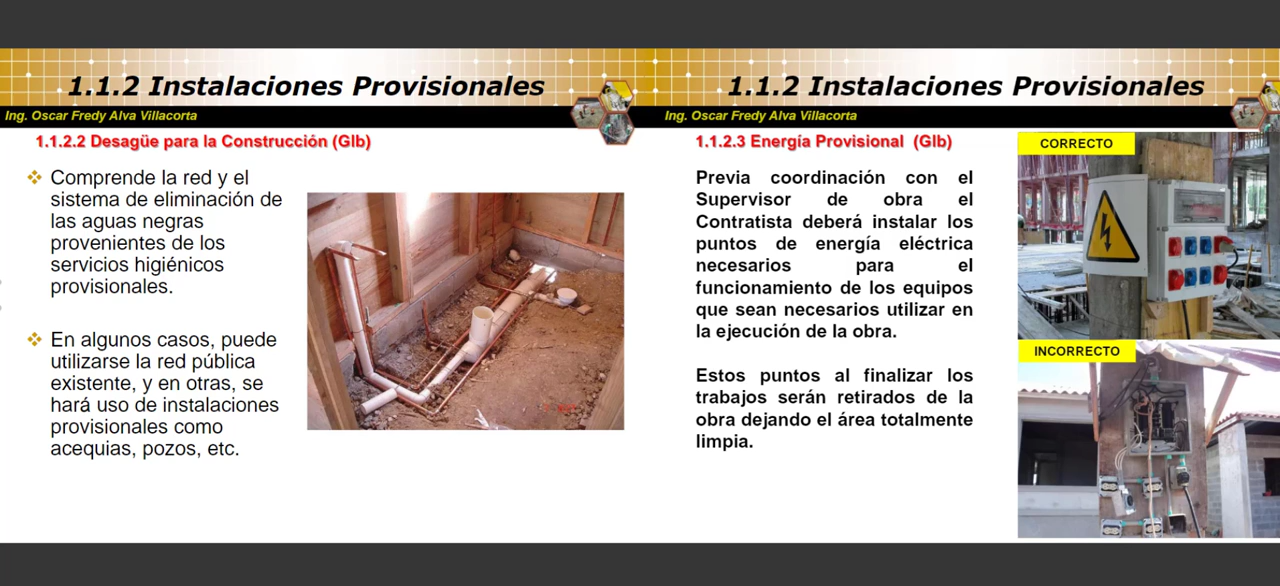 1.1.2 Instalaciones Provisionales
Ing. Oscar Fredy Alva Villacorta
1.1.2.2 Desagüe para la Construcción (Glb)
Comprende la red y el
sistema de eliminación de
las aguas negras
provenientes de los
servicios higiénicos
provisionales.
En algunos casos, puede
utilizarse la red pública
existente, y en otras, se
hará uso de instalaciones
provisionales como
acequias, pozos, etc.
1.1.2 Instalaciones Provisionales
Ing. Oscar Fredy Alva Villacorta
1.1.2.3 Energía Provisional (Glb)
Previa coordinación con el
Supervisor de obra el
Contratista deberá instalar los
puntos de energía eléctrica
necesarios para el
funcionamiento de los equipos
que sean necesarios utilizar en
la ejecución de la obra.
Estos puntos al finalizar los
trabajos serán retirados de la
obra dejando el área totalmente
limpia.
CORRECTO
INCORRECTO